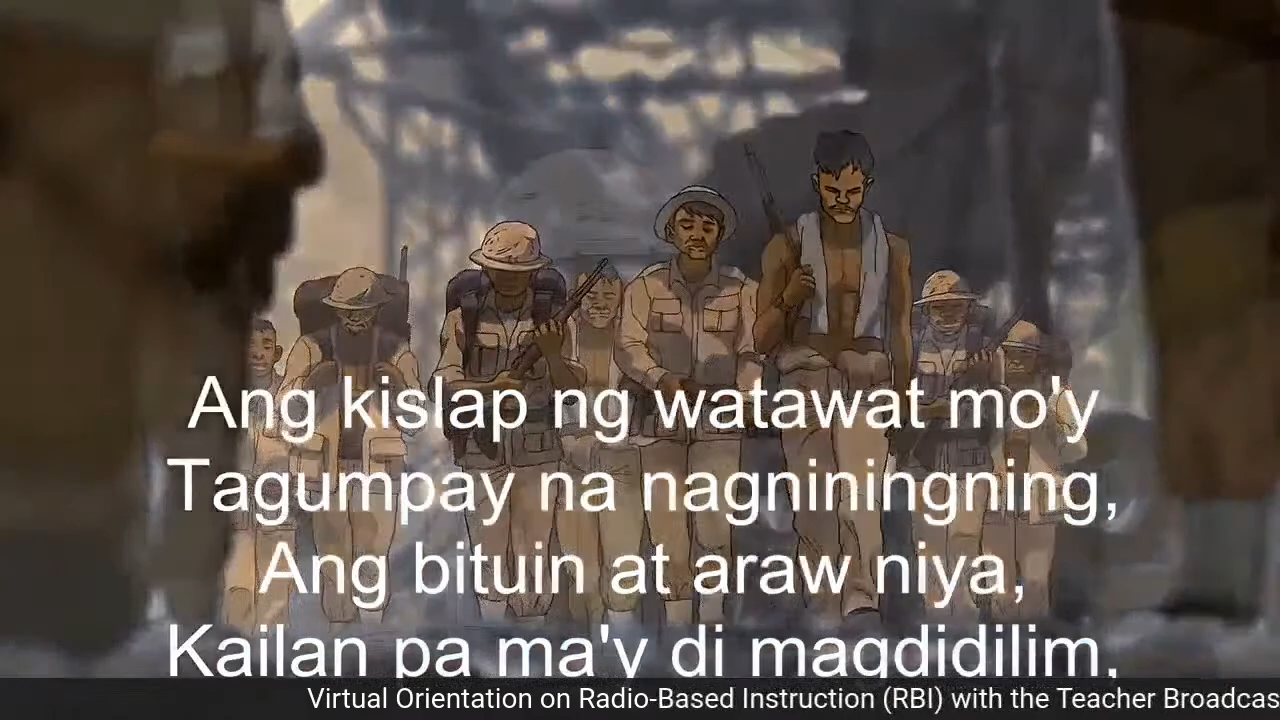 Ang kislap ng watawat mo'y
Tagumpay na nagniningning,
Ang bituin at araw niya,
Kailan pa ma'y di magdidilim,
Virtual Orientation on Radio-Based Instruction (RBI) with the Teacher Broadcas